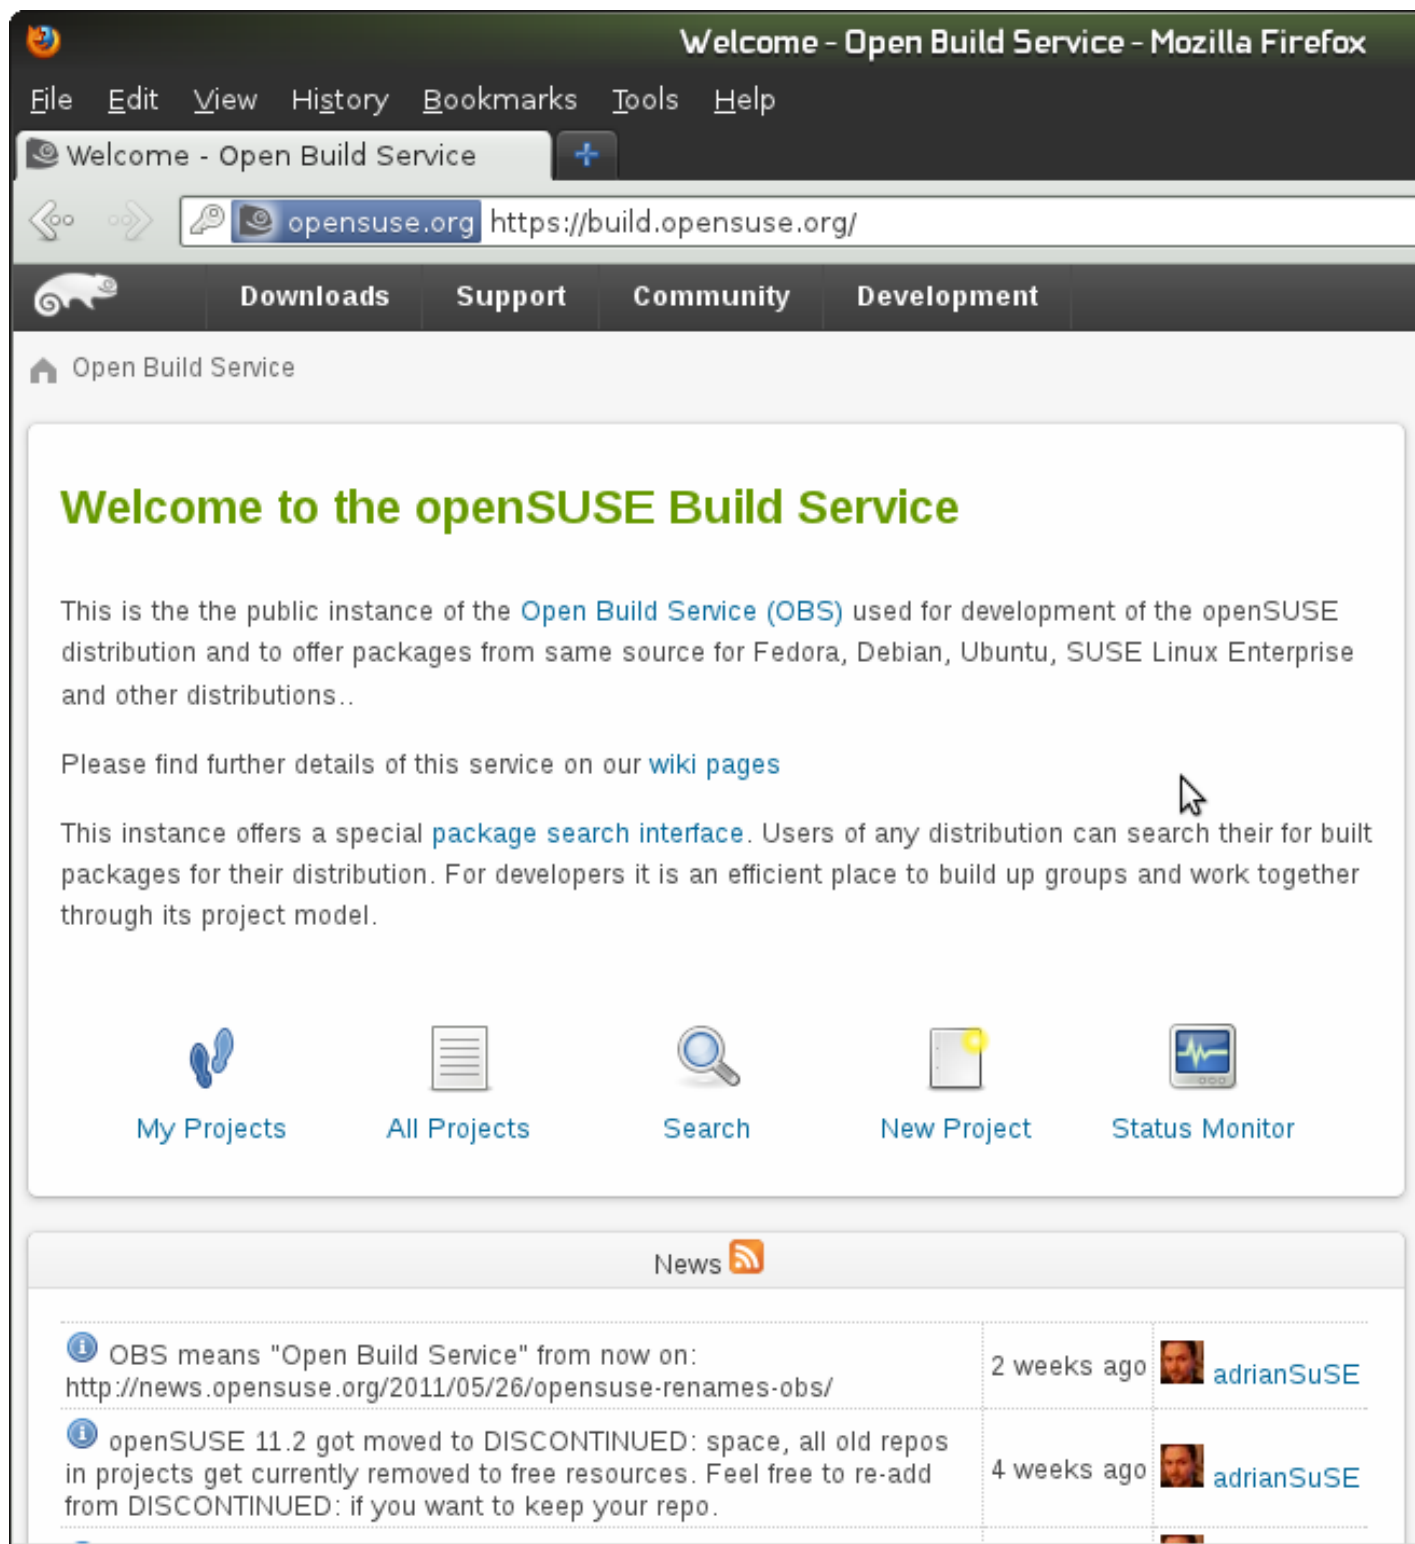 Welcome - Open Build Service - Mozilla Firefox
File Edit View History Bookmarks Tools Help
Welcome - Open Build Service
opensuse.org https://build.opensuse.org/
Downloads Support Community Development
Open Build Service
Welcome to the openSUSE Build Service
This is the the public instance of the Open Build Service (OBS) used for development of the openSUSE
distribution and to offer packages from same source for Fedora, Debian, Ubuntu, SUSE Linux Enterprise
and other distributions..
Please find further details of this service on our wiki pages
This instance offers a special package search interface. Users of any distribution can search their for built
packages for their distribution. For developers it is an efficient place to build up groups and work together
through its project model.
My Projects All Projects Search New Project Status Monitor
News
OBS means "Open Build Service" from now on:
http://news.opensuse.org/2011/05/26/opensuse-renames-obs/
2 weeks ago adrianSuSE
openSUSE 11.2 got moved to DISCONTINUED: space, all old repos
in projects get currently removed to free resources. Feel free to re-add
from DISCONTINUED: if you want to keep your repo.
4 weeks ago adrianSuSE